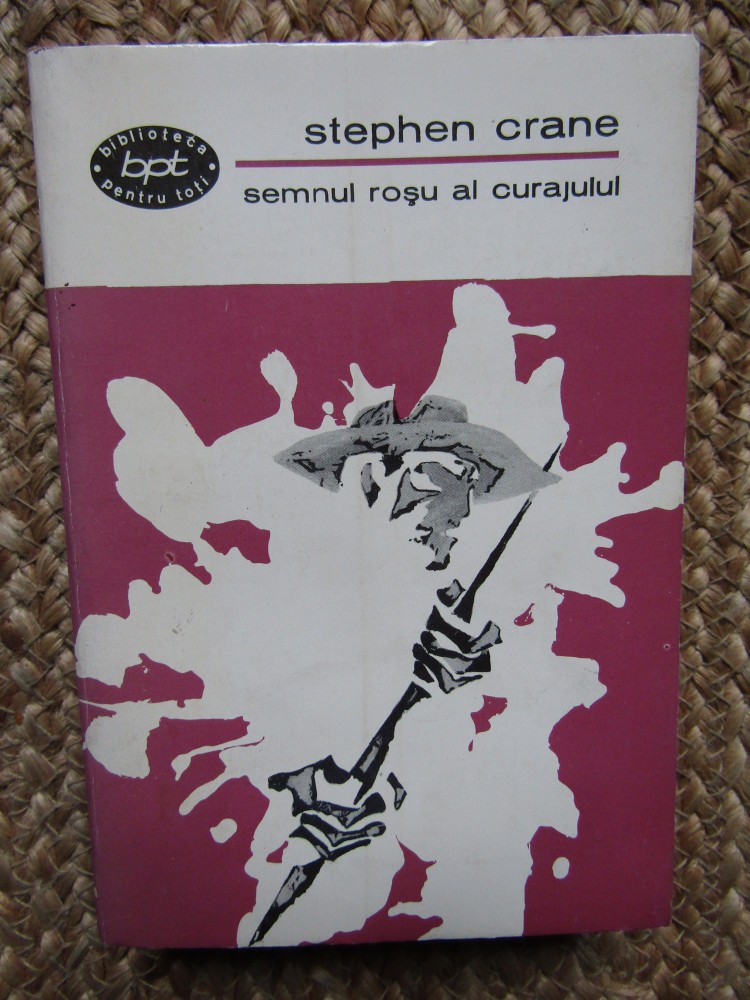 biblioteca
bpt
pentru toți
stephen crane
semnul roșu al curajului